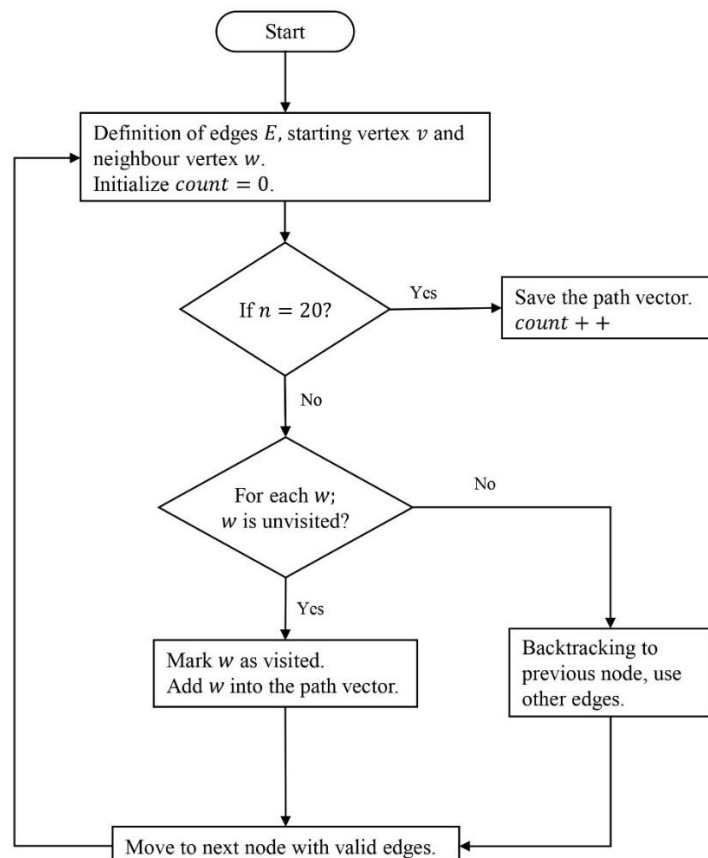 Start
Definition of edges E, starting vertex v and
neighbour vertex w.
Initialize count = 0.
If n = 20?
Yes
Save the path vector.
count + +
No
For each w;
w is unvisited?
No
Yes
Mark w as visited.
Add w into the path vector.
Backtracking to
previous node, use
other edges.
Move to next node with valid edges.